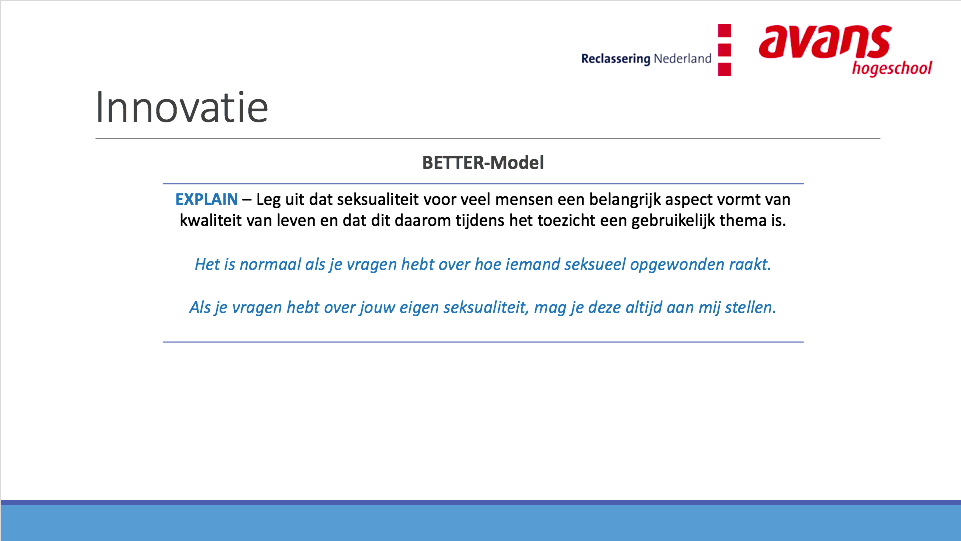 Reclassering Nederland
avans
hogeschool
Innovatie
BETTER-Model
EXPLAIN – Leg uit dat seksualiteit voor veel mensen een belangrijk aspect vormt van
kwaliteit van leven en dat dit daarom tijdens het toezicht een gebruikelijk thema is.
Het is normaal als je vragen hebt over hoe iemand seksueel opgewonden raakt.
Als je vragen hebt over jouw eigen seksualiteit, mag je deze altijd aan mij stellen.